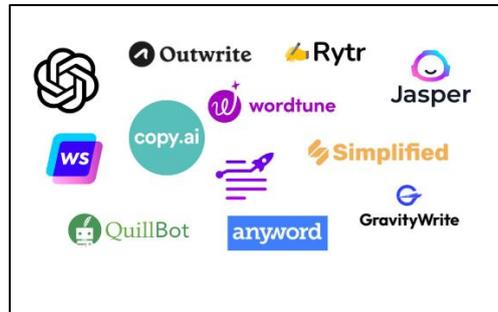 Outwrite
Rytr
Jasper
wordtune
copy.ai
ws
Simplified
QuillBot
anyword
GravityWrite